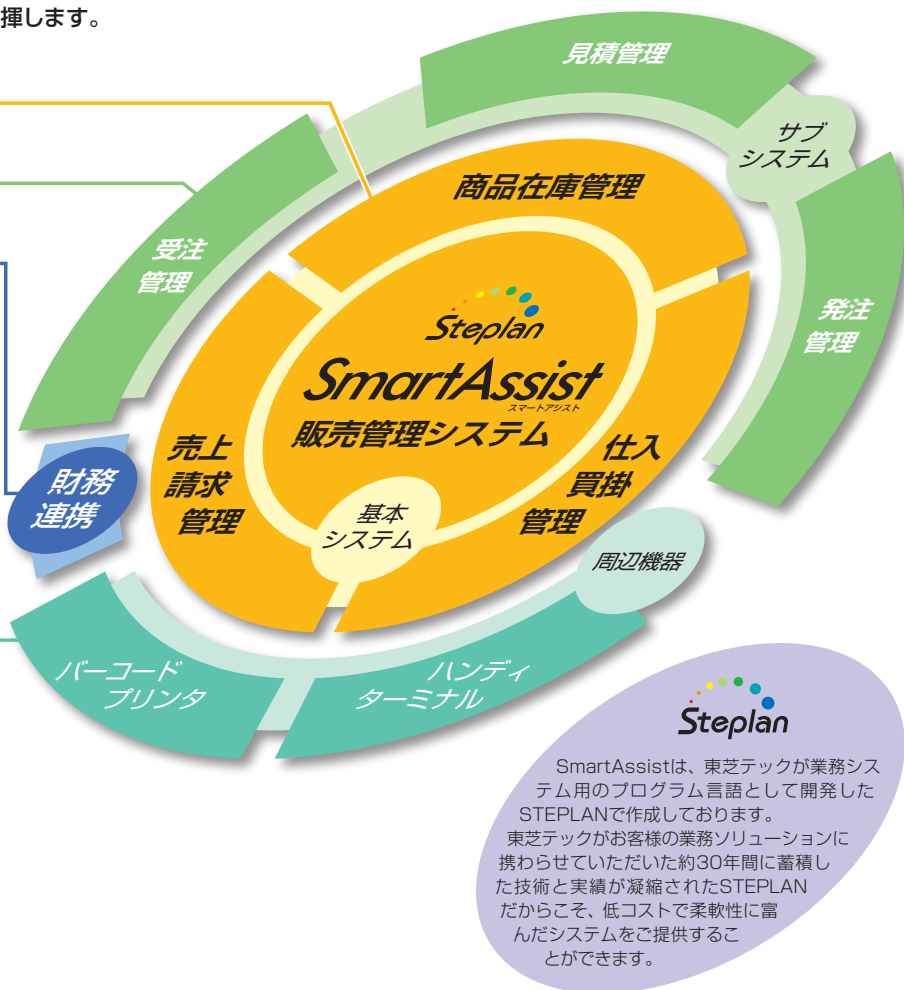 揮します。
見積管理
サブ
システム
商品在庫管理
受注
管理
発注
管理
Steplan
SmartAssist
スマートアシスト
販売管理システム
売上
請求
管理
仕入
買掛
管理
財務
連携
基本
システム
周辺機器
バーコード
プリンタ
ハンディ
ターミナル
Steplan
SmartAssistは、東芝テックが業務シス
テム用のプログラム言語として開発した
STEPLANで作成しております。
東芝テックがお客様の業務ソリューションに
携わらせていただいた約30年間に蓄積し
た技術と実績が凝縮されたSTEPLAN
だからこそ、低コストで柔軟性に富
んだシステムをご提供するこ
とができます。